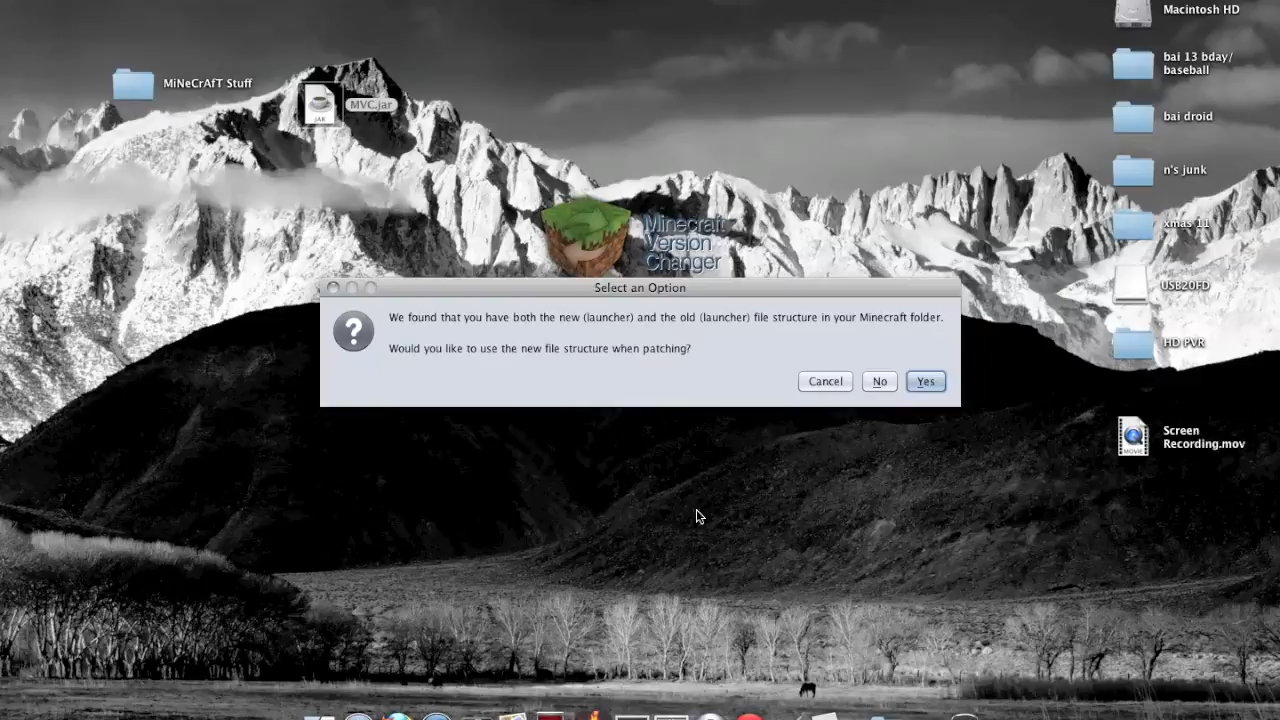 Macintosh HD
bai 13 bday/
baseball
MiNeCrAfT Stuff
MVC.jar
JAR
bai droid
n's junk
xmas 11
Minecraft
Version
Changer
USB20FD
Select an Option
We found that you have both the new (launcher) and the old (launcher) file structure in your Minecraft folder.
Would you like to use the new file structure when patching?
HD PVR
Cancel
No
Yes
Screen
Recording.mov
MOVIE